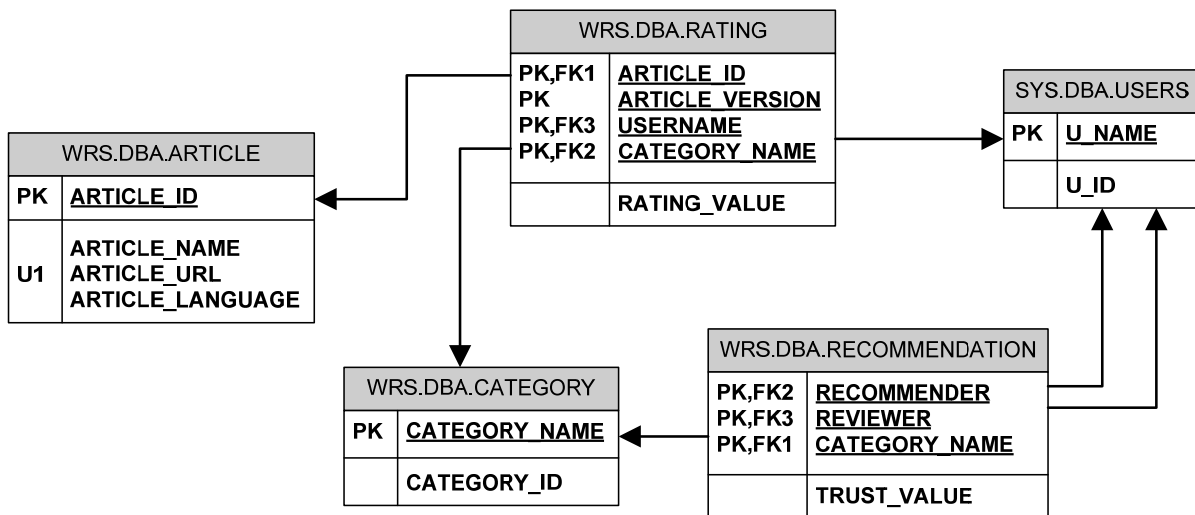 WRS.DBA.RATING
PK,FK1 ARTICLE_ID
PK ARTICLE_VERSION
PK,FK3 USERNAME
PK,FK2 CATEGORY_NAME
RATING_VALUE
SYS.DBA.USERS
PK U_NAME
U_ID
WRS.DBA.ARTICLE
PK ARTICLE_ID
ARTICLE_NAME
U1 ARTICLE_URL
ARTICLE_LANGUAGE
WRS.DBA.CATEGORY
PK CATEGORY_NAME
CATEGORY_ID
WRS.DBA.RECOMMENDATION
PK,FK2 RECOMMENDER
PK,FK3 REVIEWER
PK,FK1 CATEGORY_NAME
TRUST_VALUE